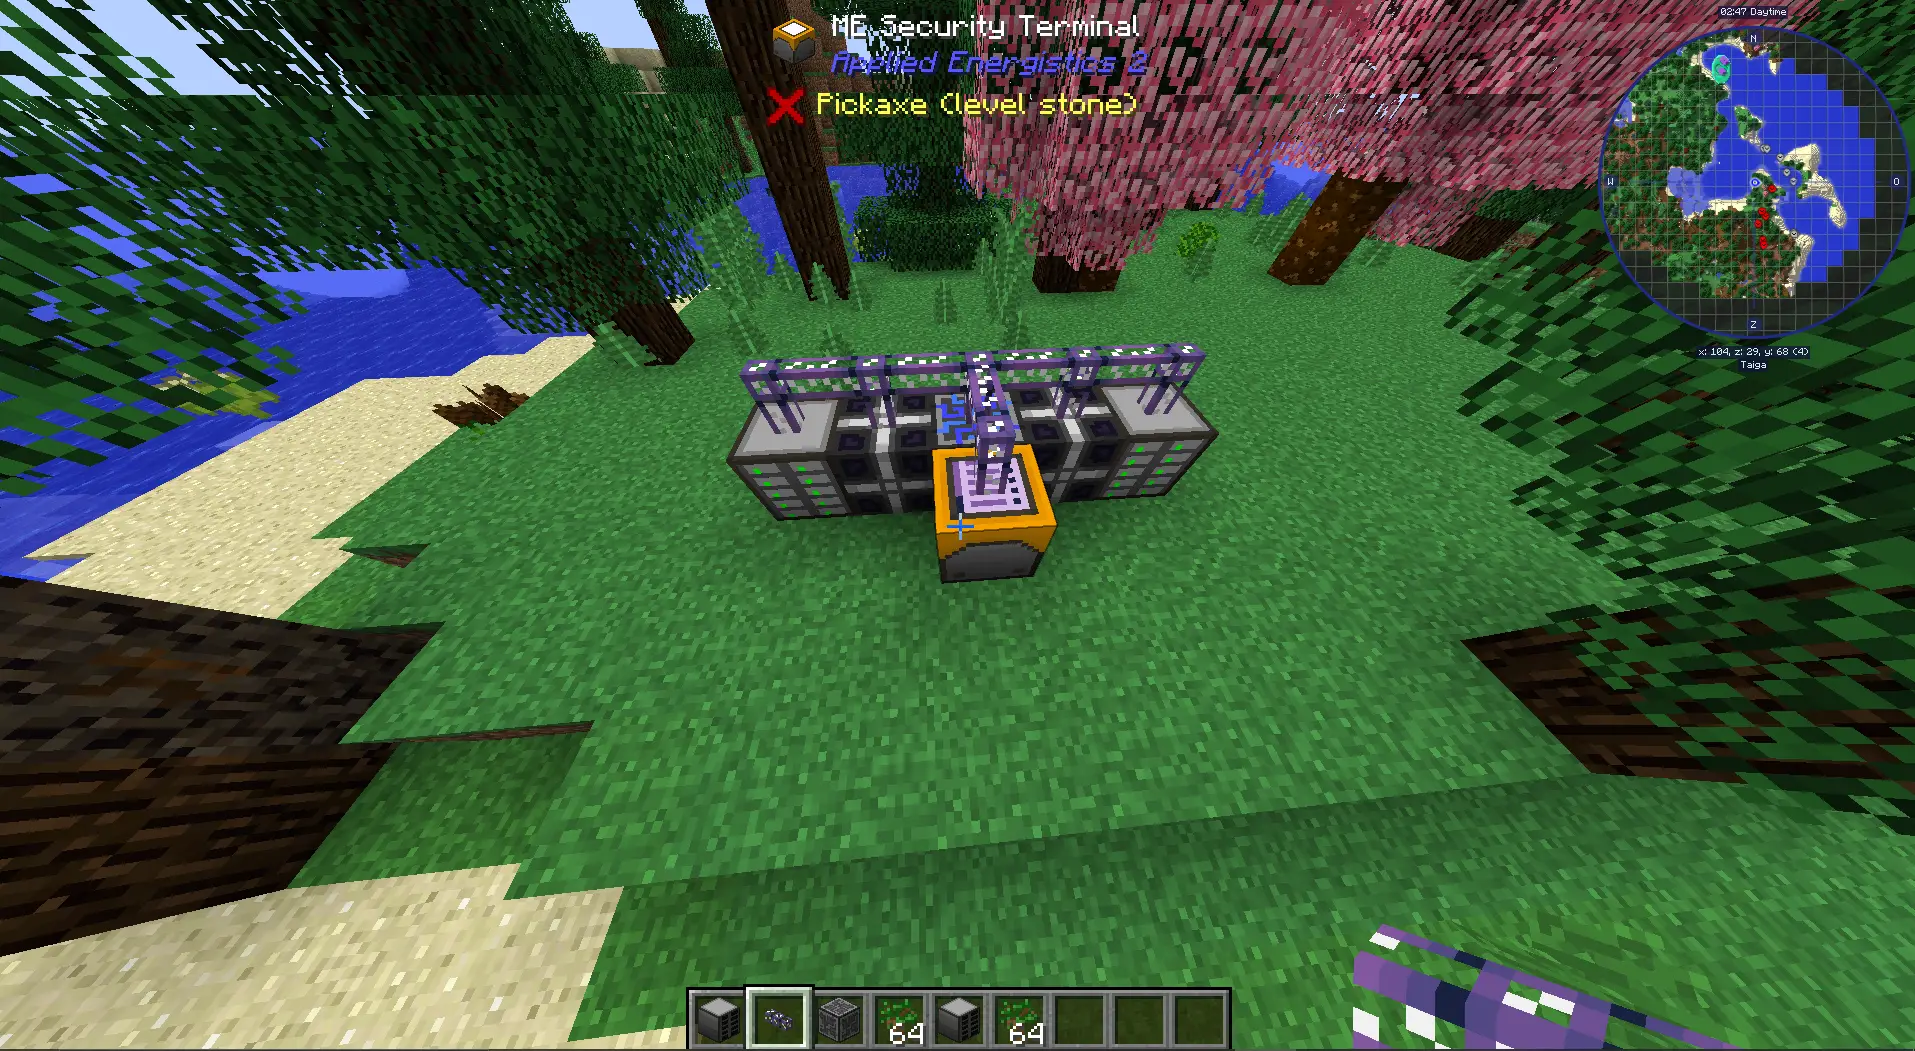 ME Security Terminal
Applied Energistics 2
Pickaxe (level stone)
02:47 Daytime
N
W
O
Z
x: 104, z: 29, y: 68 (4)
Taiga
64
64